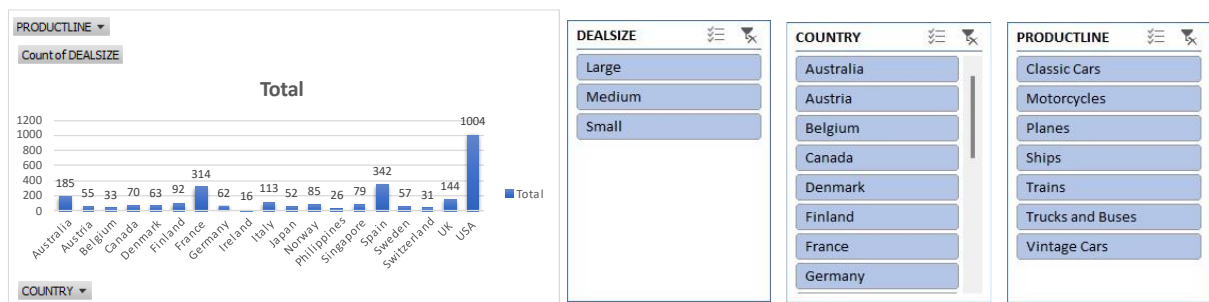 PRODUCTLINE
Count of DEALSIZE
Total
1200
1000
800
600
400
200
0
185
55
33
70
63
92
314
62
16
113
52
85
26
79
342
57
31
144
1004
Total
Australia
Austria
Belgium
Canada
Denmark
Finland
France
Germany
Ireland
Italy
Japan
Norway
Philippines
Singapore
Spain
Sweden
Switzerland
UK
USA
COUNTRY
DEALSIZE
Large
Medium
Small
COUNTRY
Australia
Austria
Belgium
Canada
Denmark
Finland
France
Germany
PRODUCTLINE
Classic Cars
Motorcycles
Planes
Ships
Trains
Trucks and Buses
Vintage Cars